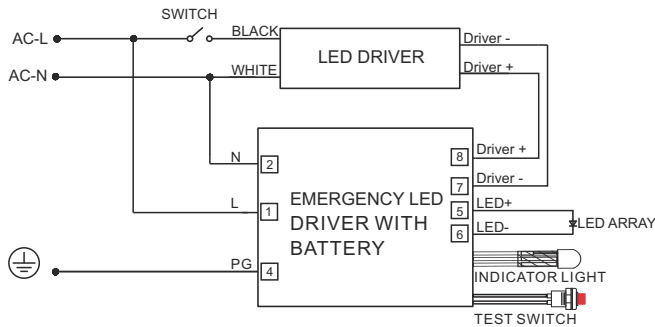 SWITCH
AC-L
BLACK
LED DRIVER
Driver -
AC-N
WHITE
Driver +
N
2
8
Driver +
7
Driver -
L
1
EMERGENCY LED
DRIVER WITH
BATTERY
5
LED+
LED ARRAY
6
LED-
PG
4
INDICATOR LIGHT
TEST SWITCH